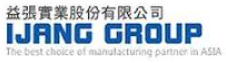 益張實業股份有限公司
IJANG GROUP
The best choice of manufacturing partner in ASIA